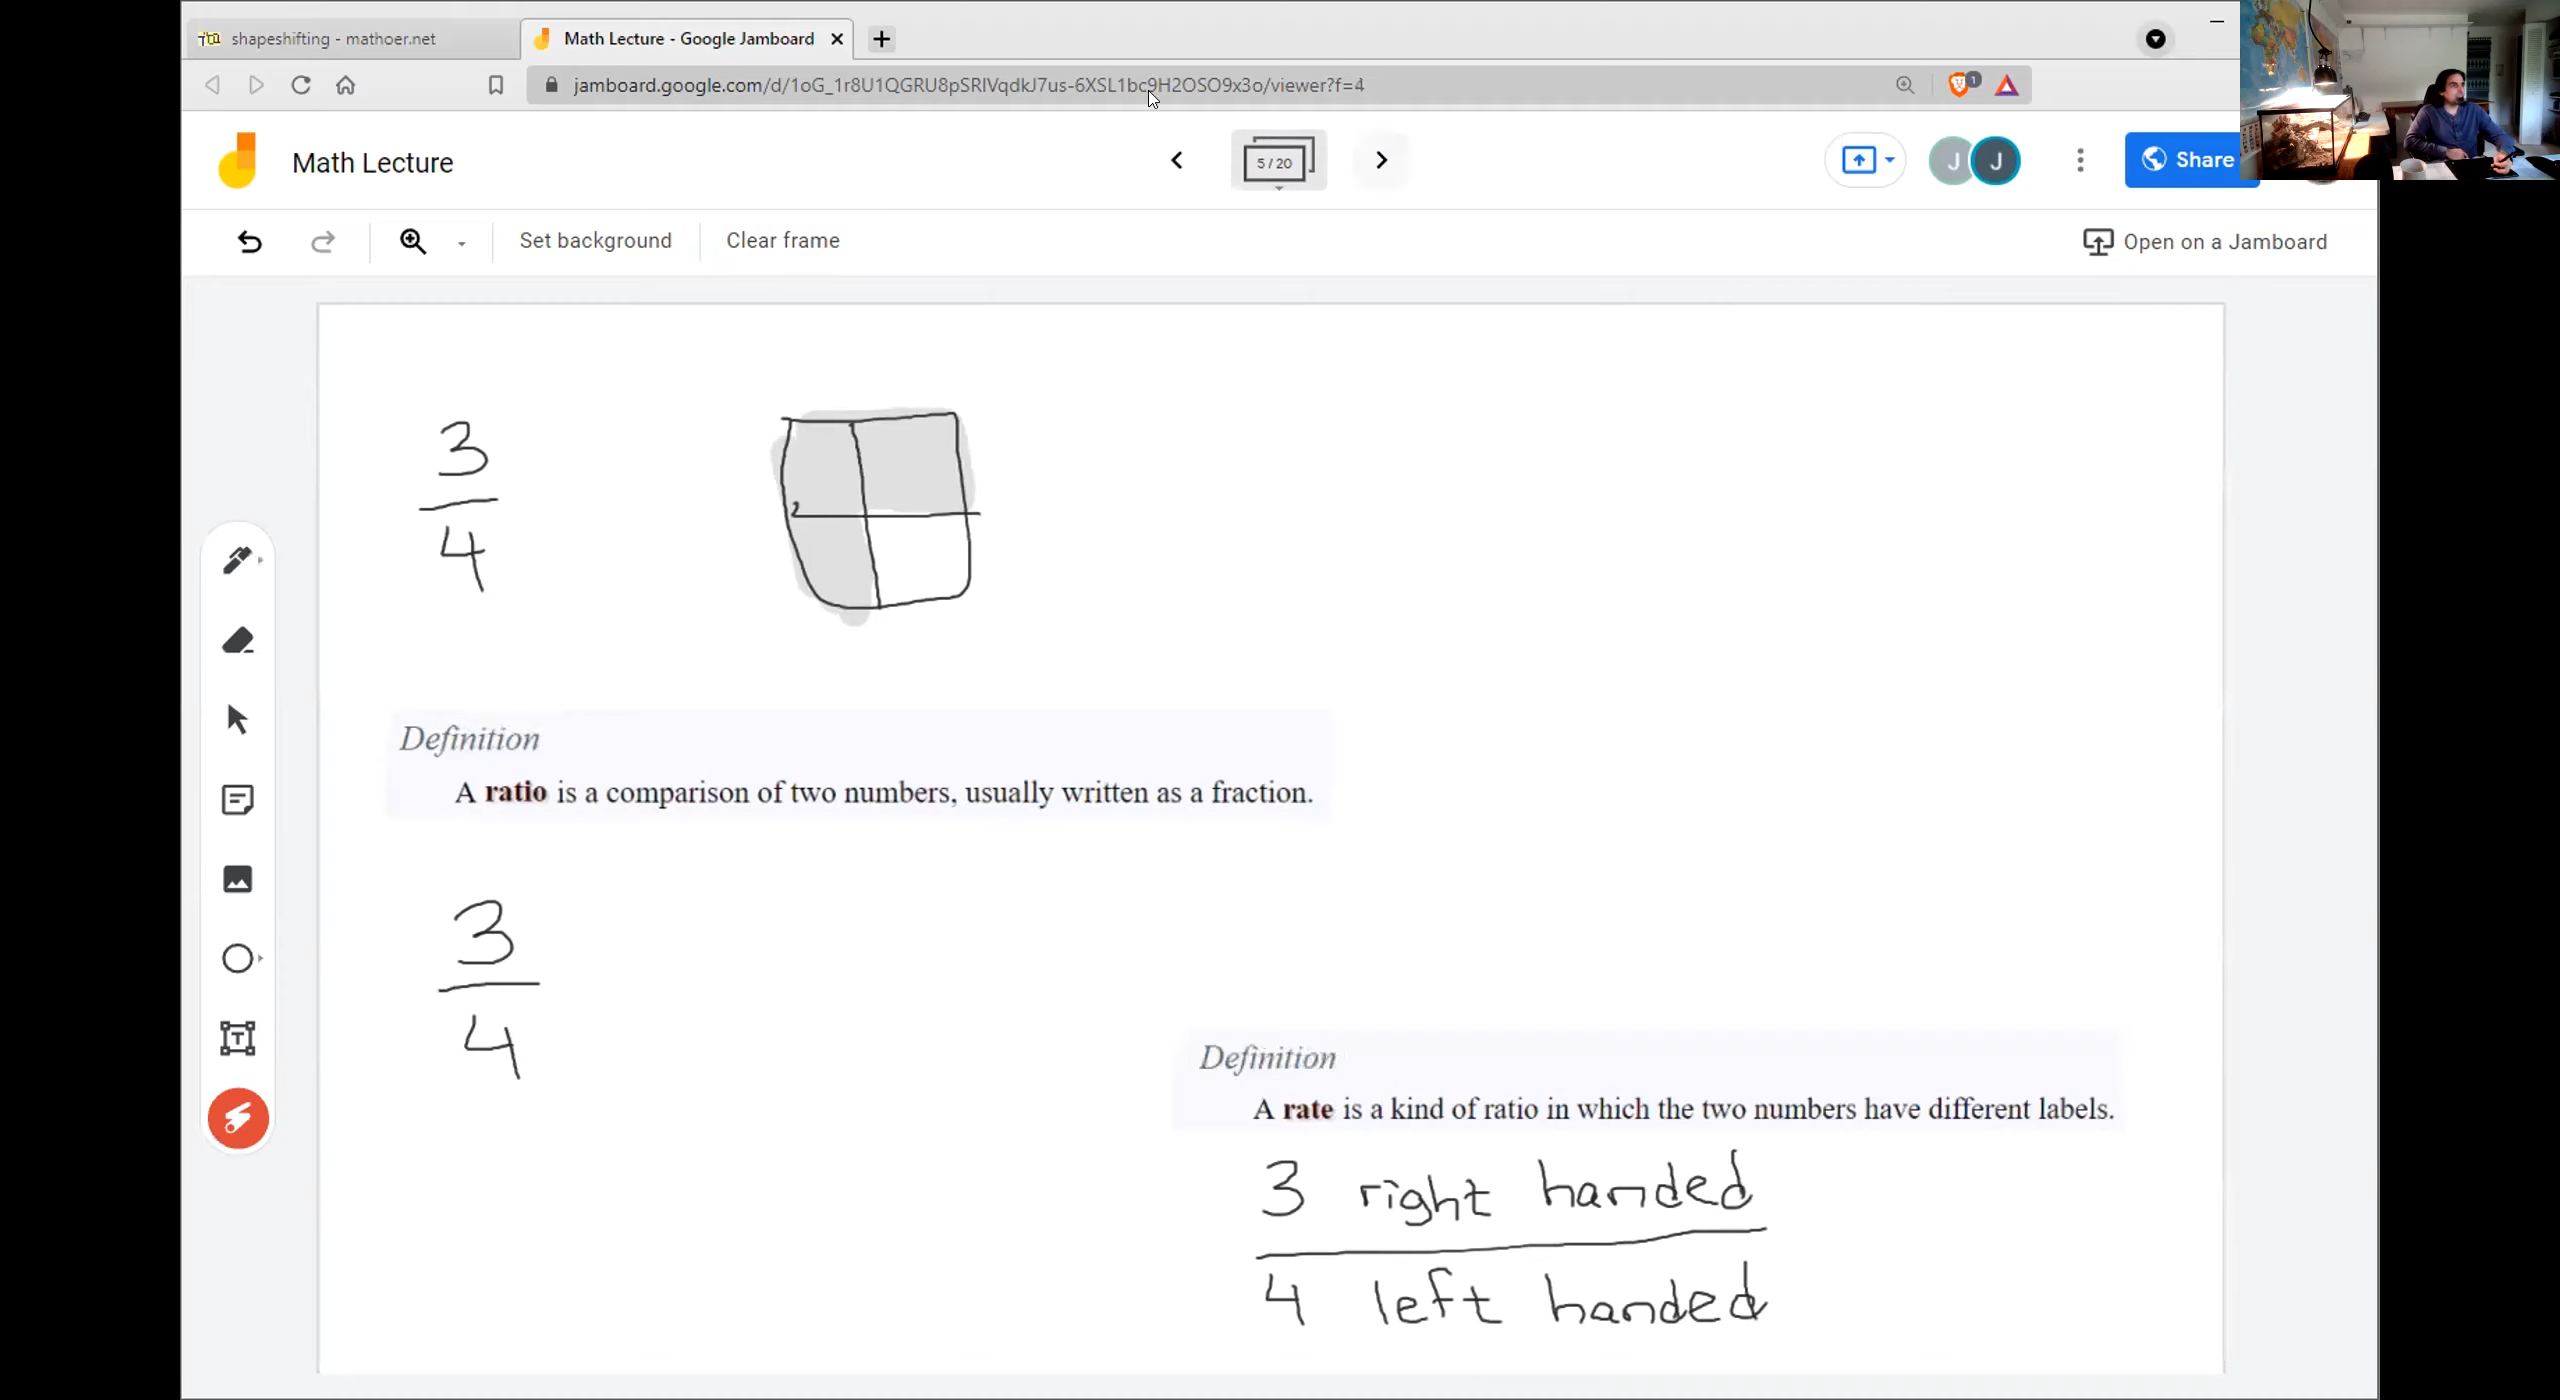 shapeshifting - mathoer.net
Math Lecture - Google Jamboard
jamboard.google.com/d/1oG_1r8U1QGRU8pSRlVqdkJ7us-6XSL1bc9H2OSO9x3o/viewer?f=4
1
Math Lecture
5 / 20
J
J
Share
Set background
Clear frame
Open on a Jamboard
3
4
Definition
A ratio is a comparison of two numbers, usually written as a fraction.
3
4
Definition
A rate is a kind of ratio in which the two numbers have different labels.
3 right handed
4 left handed